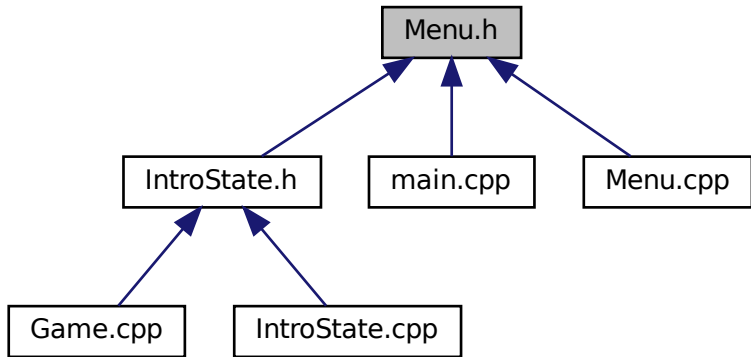 Menu.h
IntroState.h
main.cpp
Menu.cpp
Game.cpp
IntroState.cpp